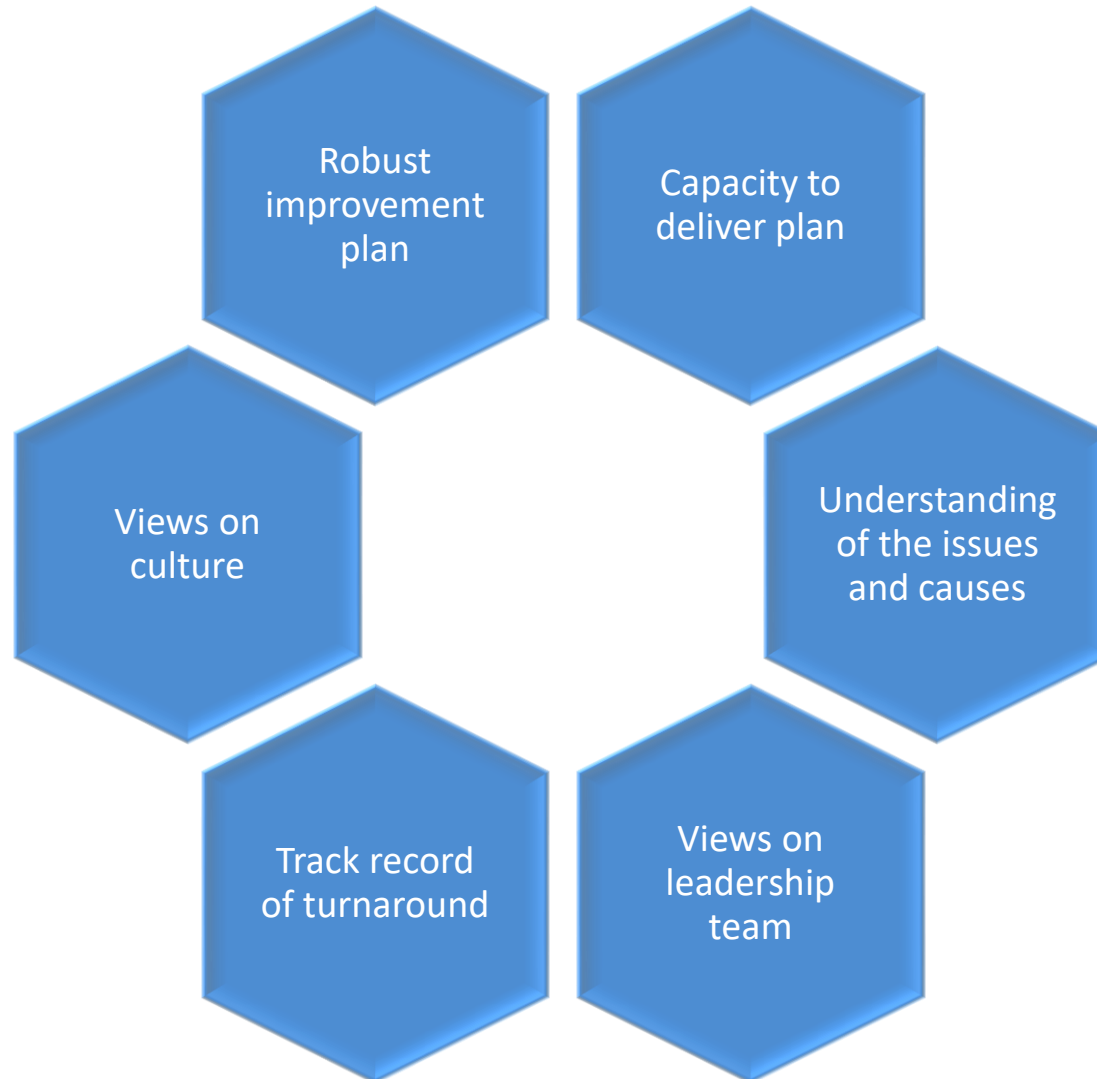 Robust
improvement
plan
Capacity to
deliver plan
Views on
culture
Understanding
of the issues
and causes
Track record
of turnaround
Views on
leadership
team